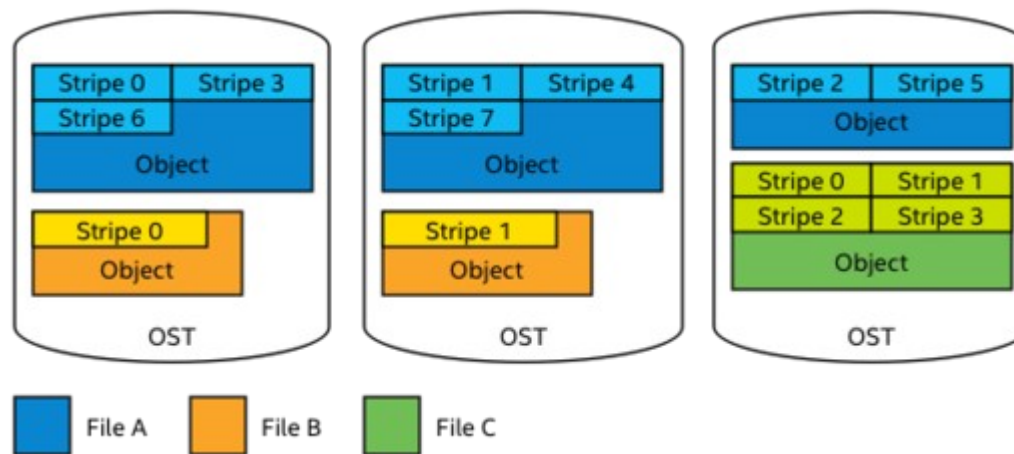 Stripe 0 Stripe 3
Stripe 6
Object
Stripe 0
Object
OST
Stripe 1 Stripe 4
Stripe 7
Object
Stripe 1
Object
OST
Stripe 2 Stripe 5
Object
Stripe 0 Stripe 1
Stripe 2 Stripe 3
Object
OST
File A File B File C